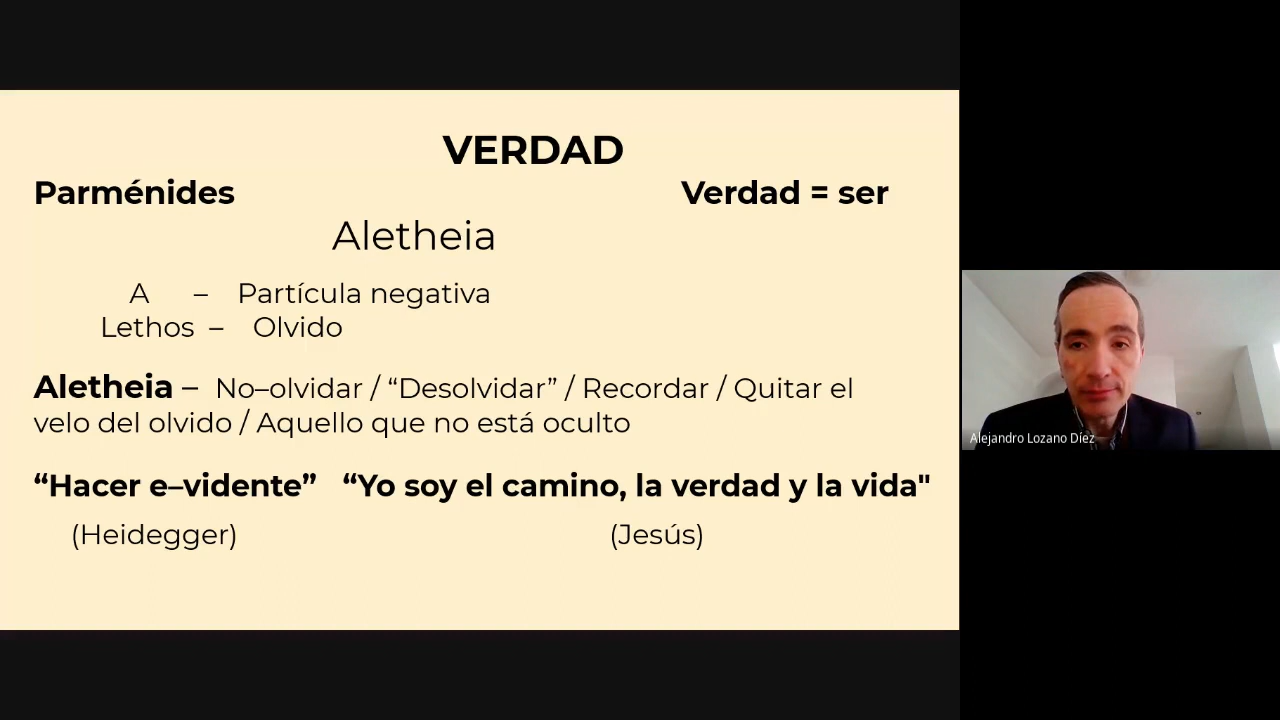 VERDAD
Parménides Verdad = ser
Aletheia
A – Partícula negativa
Lethos – Olvido
Aletheia – No–olvidar / “Desolvidar” / Recordar / Quitar el
velo del olvido / Aquello que no está oculto
“Hacer e–vidente” “Yo soy el camino, la verdad y la vida"
(Heidegger) (Jesús)
Alejandro Lozano Díez